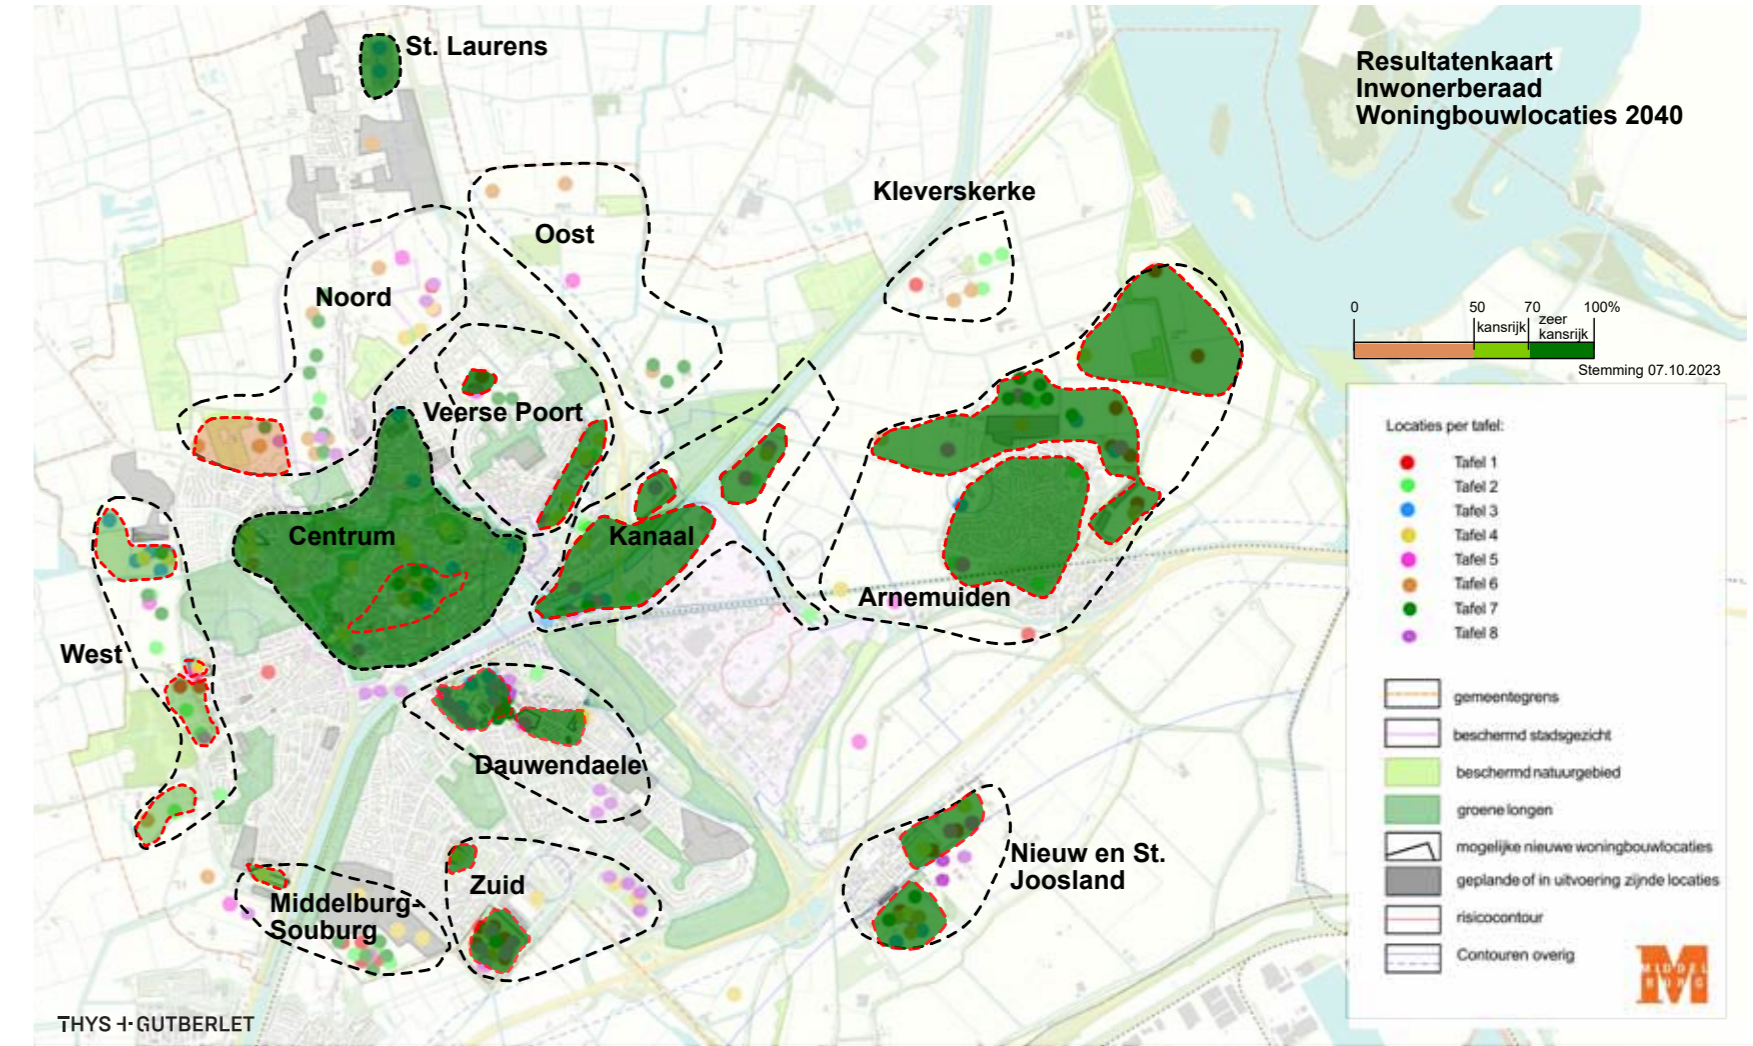 St. Laurens
Resultatenkaart
Inwonerberaad
Woningbouwlocaties 2040
Kleverskerke
Oost
Noord
0 50 70 100%
kansrijk
zeer
kansrijk
Stemming 07.10.2023
Veerse Poort
Locaties per tafel:
Tafel 1
Tafel 2
Tafel 3
Tafel 4
Tafel 5
Tafel 6
Tafel 7
Tafel 8
Centrum
Kanaal
Arnemuiden
West
gemeentegrens
beschermd stadsgezicht
beschermd natuurgebied
groene longen
mogelijke nieuwe woningbouwlocaties
geplande of in uitvoering zijnde locaties
risicocontour
Contouren overig
Dauwendaele
Nieuw en St.
Joosland
Zuid
Middelburg-
Souburg
MIDDEL
BURG
THYS + GUTBERLET